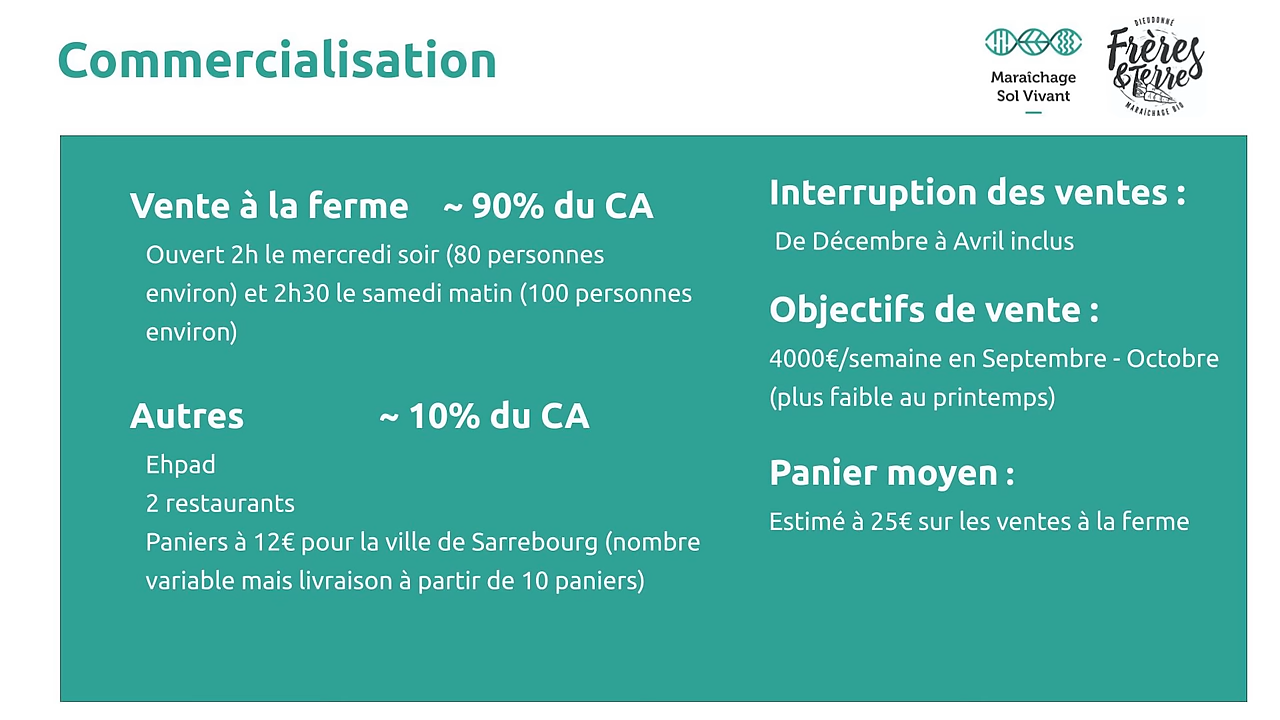 Commercialisation
Maraîchage
Sol Vivant
DIEUDONNÉ
Frères
& Terre
MARAÎCHAGE BIO
Vente à la ferme ~ 90% du CA
Ouvert 2h le mercredi soir (80 personnes
environ) et 2h30 le samedi matin (100 personnes
environ)
Autres ~ 10% du CA
Ehpad
2 restaurants
Paniers à 12€ pour la ville de Sarrebourg (nombre
variable mais livraison à partir de 10 paniers)
Interruption des ventes :
De Décembre à Avril inclus
Objectifs de vente :
4000€/semaine en Septembre - Octobre
(plus faible au printemps)
Panier moyen :
Estimé à 25€ sur les ventes à la ferme